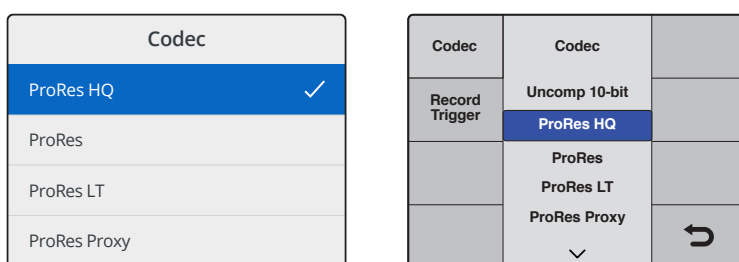 Codec
ProRes HQ
ProRes
ProRes LT
ProRes Proxy
Codec
Record
Trigger
Codec
Uncomp 10-bit
ProRes HQ
ProRes
ProRes LT
ProRes Proxy